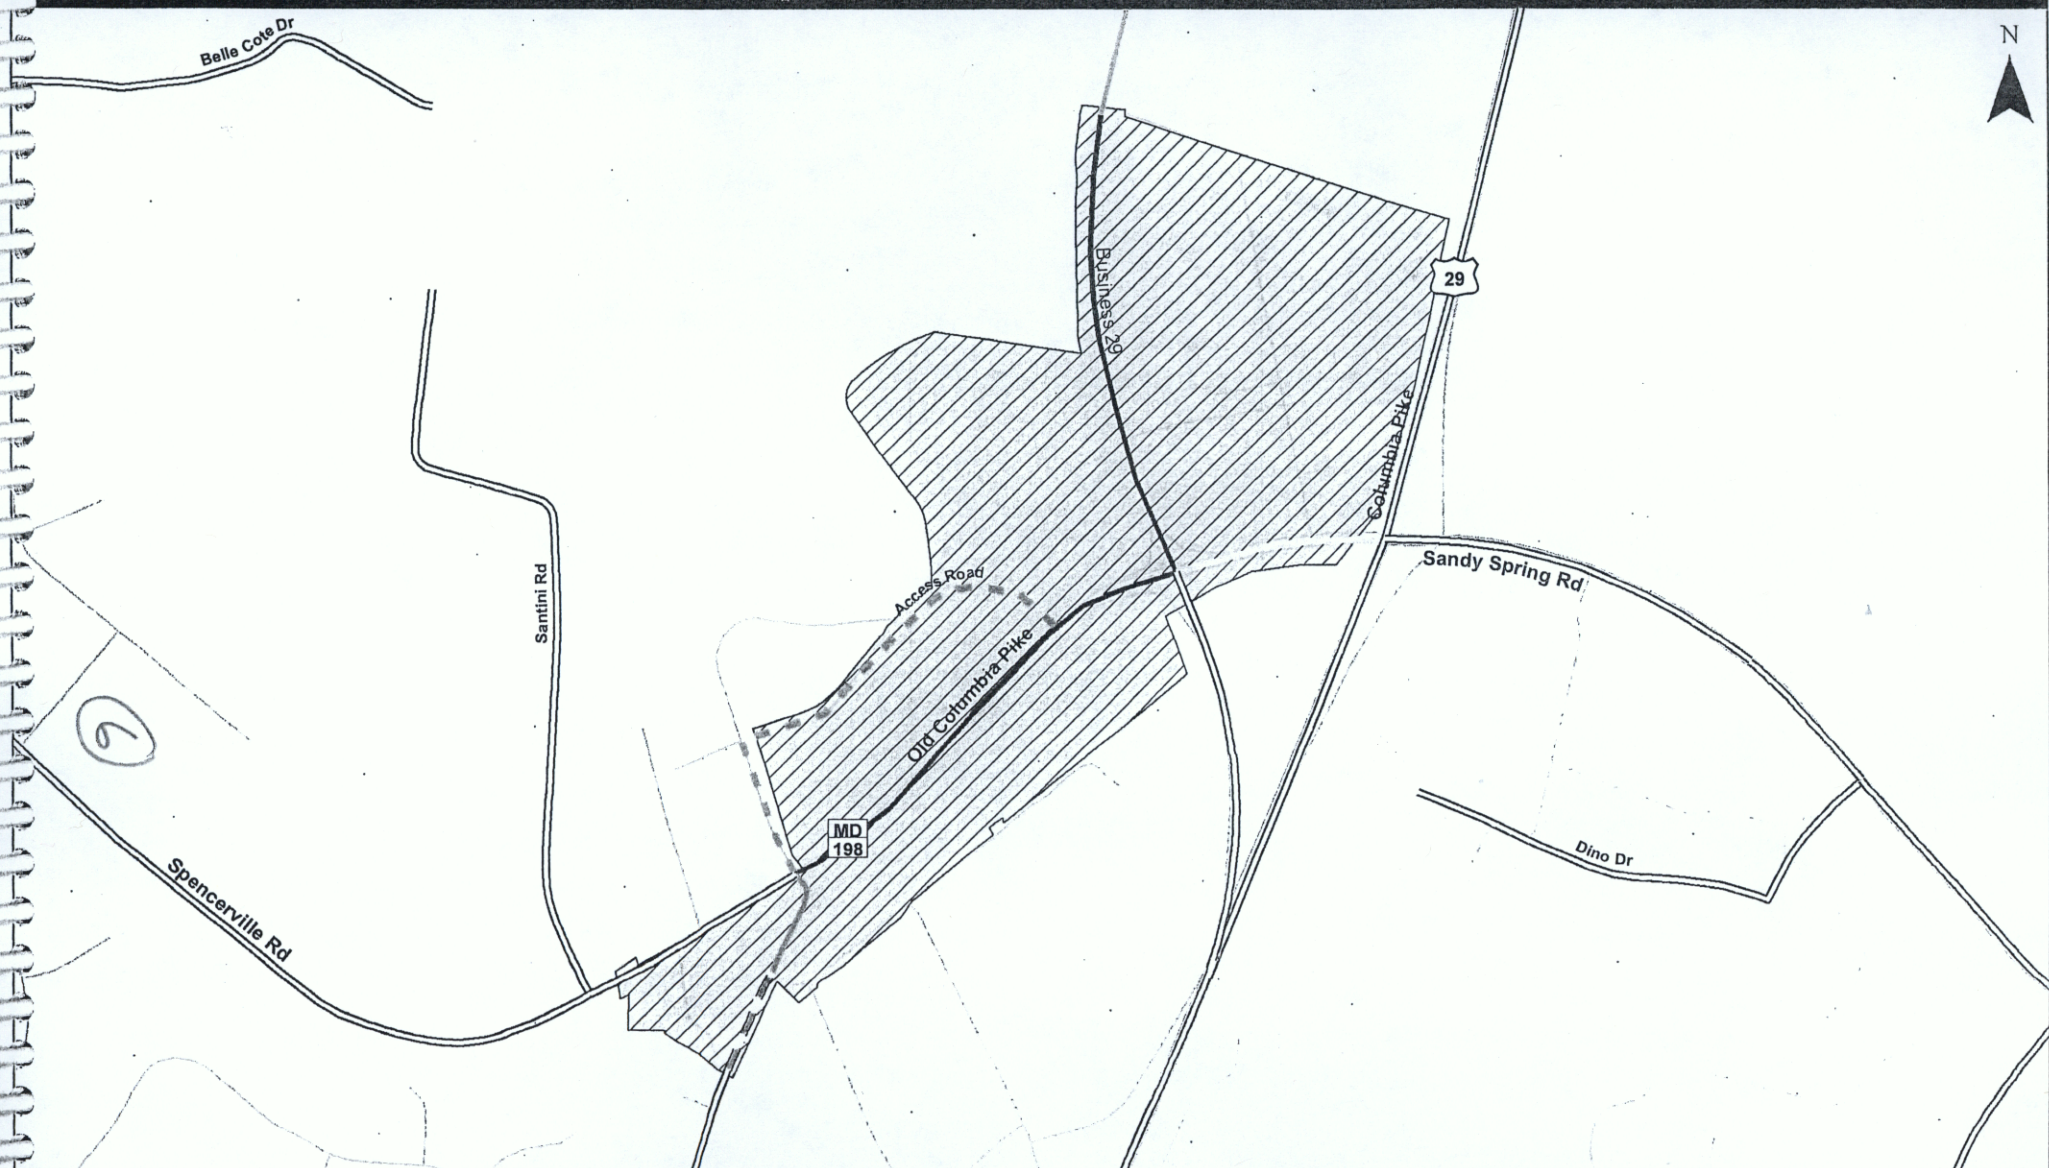 Belle Cote Dr
N
Business 29
29
Columbia Pike
Sandy Spring Rd
Santini Rd
Access Road
Old Columbia Pike
6
MD
198
Dino Dr
Spencerville Rd